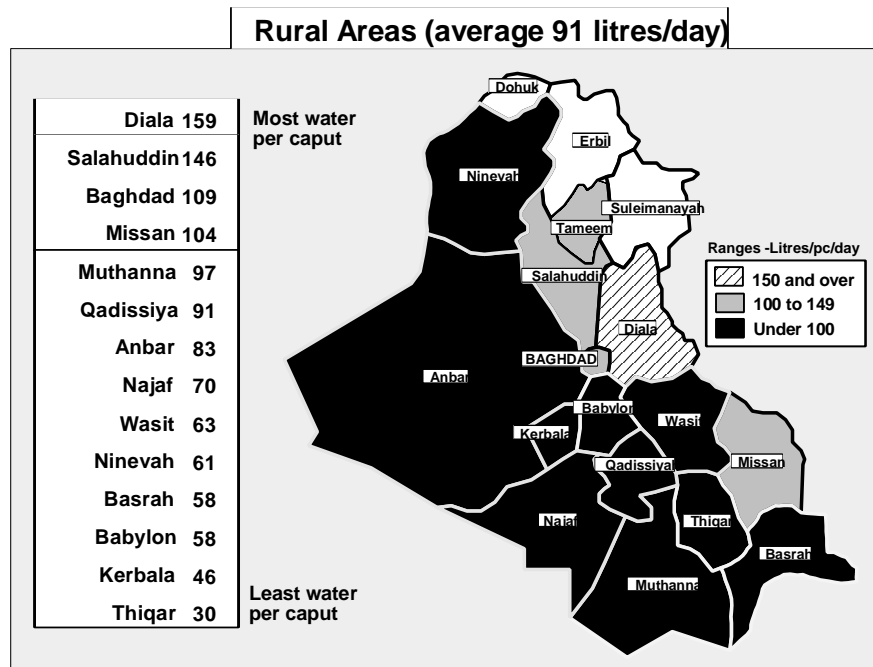 Rural Areas (average 91 litres/day)
Diala 159
Salahuddin 146
Baghdad 109
Missan 104
Muthanna 97
Qadissiya 91
Anbar 83
Najaf 70
Wasit 63
Ninevah 61
Basrah 58
Babylon 58
Kerbala 46
Thiqar 30
Most water
per caput
Least water
per caput
Dohuk
Erbil
Ninevah
Suleimanayah
Tameem
Salahuddin
Diala
BAGHDAD
Anbar
Babylon
Wasit
Kerbala
Qadissiyah
Missan
Najaf
Thiqar
Basrah
Muthanna
Ranges -Litres/pc/day
150 and over
100 to 149
Under 100